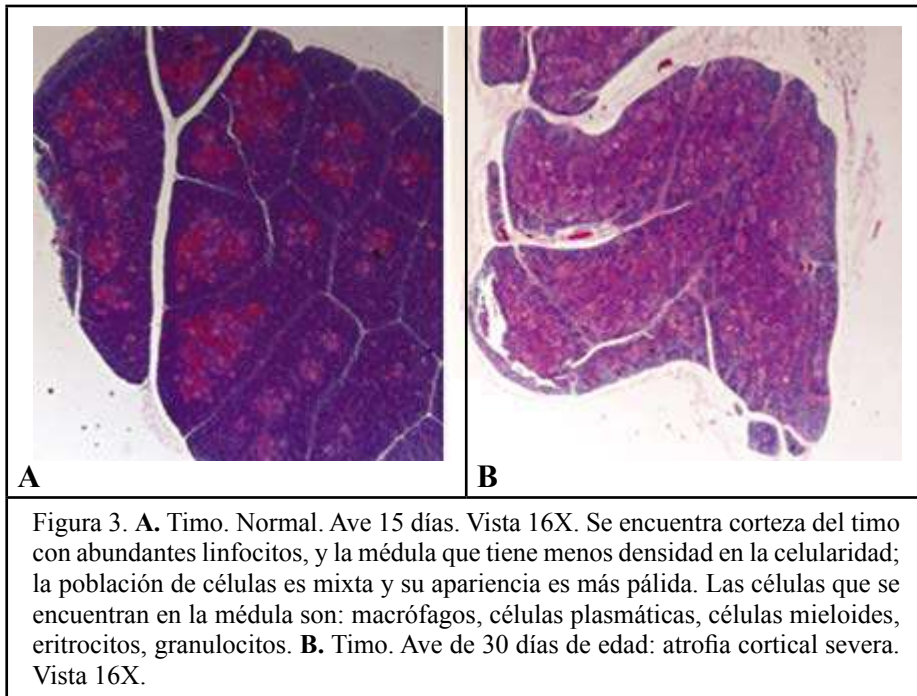 A
B
Figura 3. A. Timo. Normal. Ave 15 días. Vista 16X. Se encuentra corteza del timo
con abundantes linfocitos, y la médula que tiene menos densidad en la celularidad;
la población de células es mixta y su apariencia es más pálida. Las células que se
encuentran en la médula son: macrófagos, células plasmáticas, células mieloides,
eritrocitos, granulocitos. B. Timo. Ave de 30 días de edad: atrofia cortical severa.
Vista 16X.